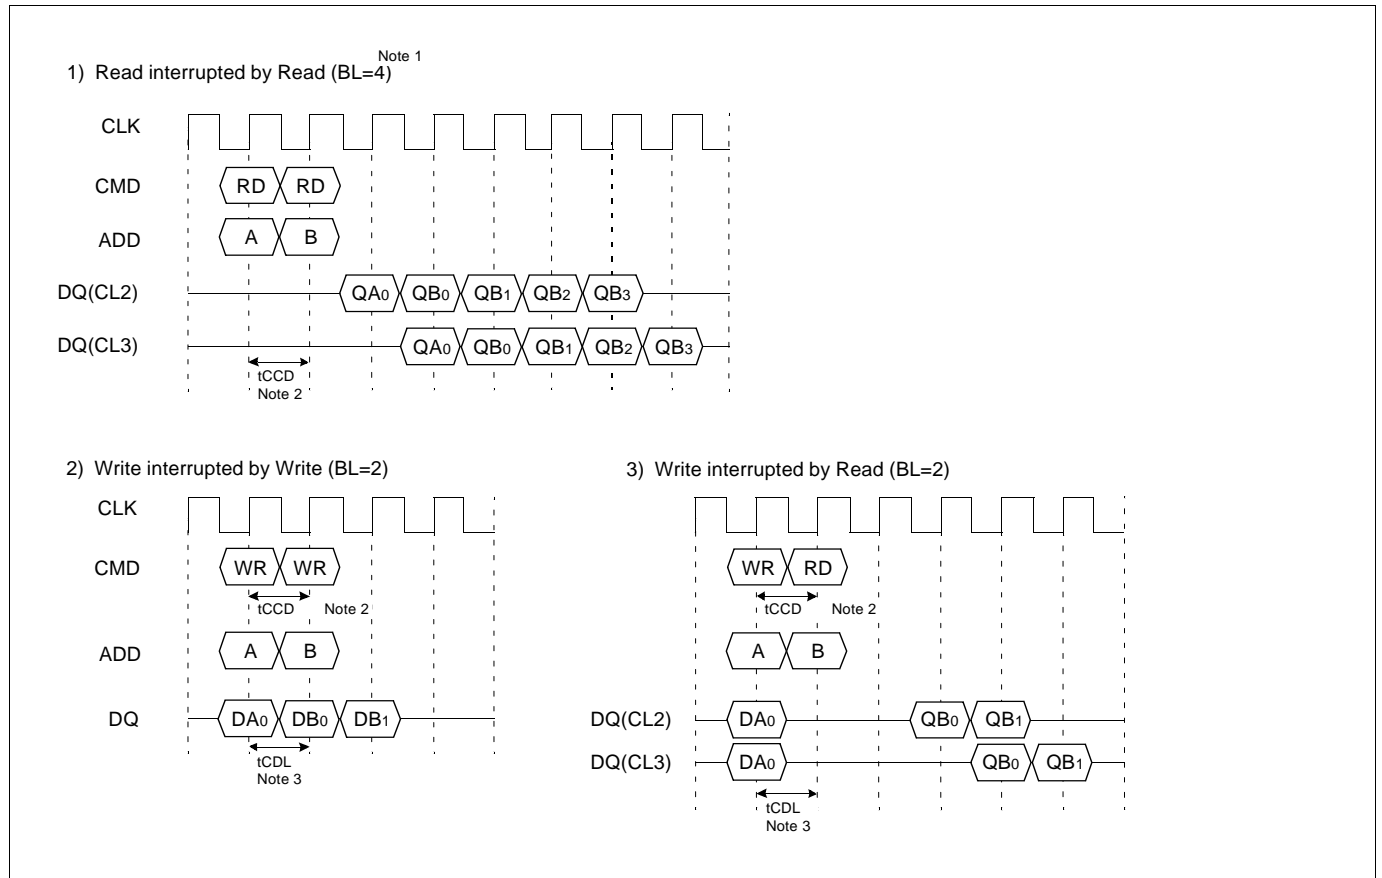 Note 1
1) Read interrupted by Read (BL=4)
CLK
CMD RD RD
ADD A B
DQ(CL2) QA0 QB0 QB1 QB2 QB3
DQ(CL3) QA0 QB0 QB1 QB2 QB3
tCCD
Note 2
2) Write interrupted by Write (BL=2)
CLK
CMD WR WR
tCCD Note 2
ADD A B
DQ DA0 DB0 DB1
tCDL
Note 3
3) Write interrupted by Read (BL=2)
WR RD
tCCD Note 2
A B
DQ(CL2) DA0 QB0 QB1
DQ(CL3) DA0 QB0 QB1
tCDL
Note 3